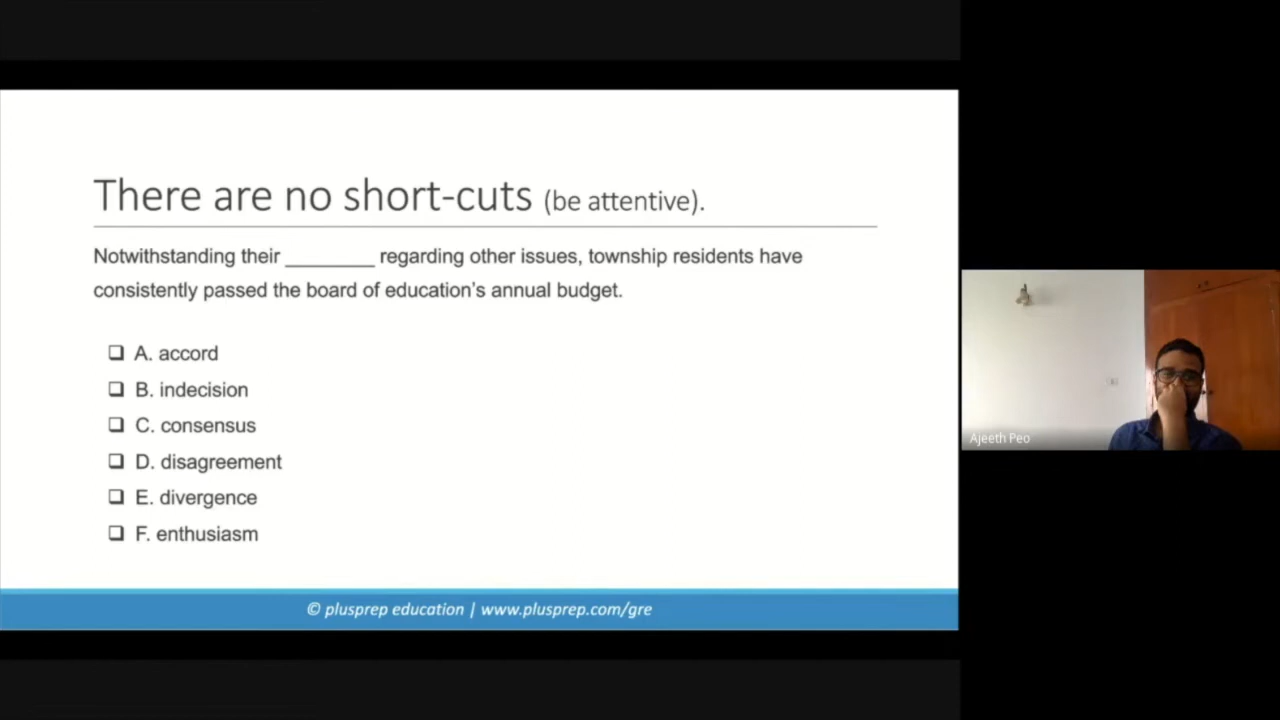 There are no short-cuts (be attentive).
Notwithstanding their ________ regarding other issues, township residents have
consistently passed the board of education's annual budget.
❑ A. accord
❑ B. indecision
❑ C. consensus
❑ D. disagreement
❑ E. divergence
❑ F. enthusiasm
© plusprep education | www.plusprep.com/gre
Ajeeth Peo